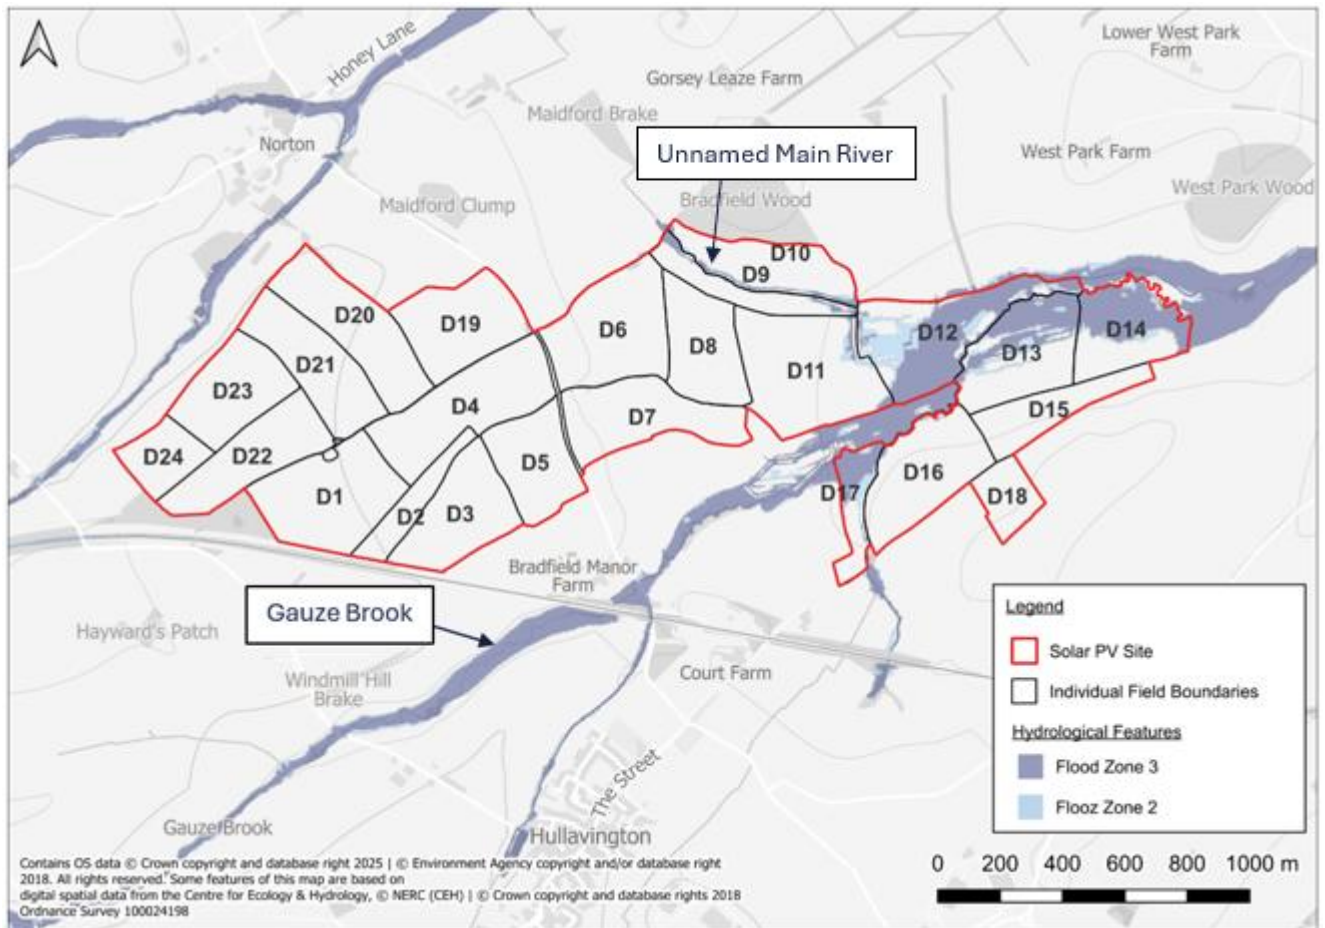 Lower West Park
Farm
Honey Lane
Gorsey Leaze Farm
Maidford Brake
Norton
Unnamed Main River
West Park Farm
West Park Wood
Bradfield Wood
Maidford Clump
D10
D9
D20
D19
D6
D12
D14
D8
D13
D21
D11
D23
D4
D7
D15
D24
D22
D5
D16
D1
D17
D18
D2
D3
Bradfield Manor
Farm
Gauze Brook
Hayward's Patch
Court Farm
Windmill Hill
Brake
The Street
Gauze Brook
Hullavington
Legend
Solar PV Site
Individual Field Boundaries
Hydrological Features
Flood Zone 3
Flooz Zone 2
Contains OS data © Crown copyright and database right 2025 | © Environment Agency copyright and/or database right
2018. All rights reserved. Some features of this map are based on
digital spatial data from the Centre for Ecology & Hydrology, © NERC (CEH) | © Crown copyright and database rights 2018
Ordnance Survey 100024198
0 200 400 600 800 1000 m